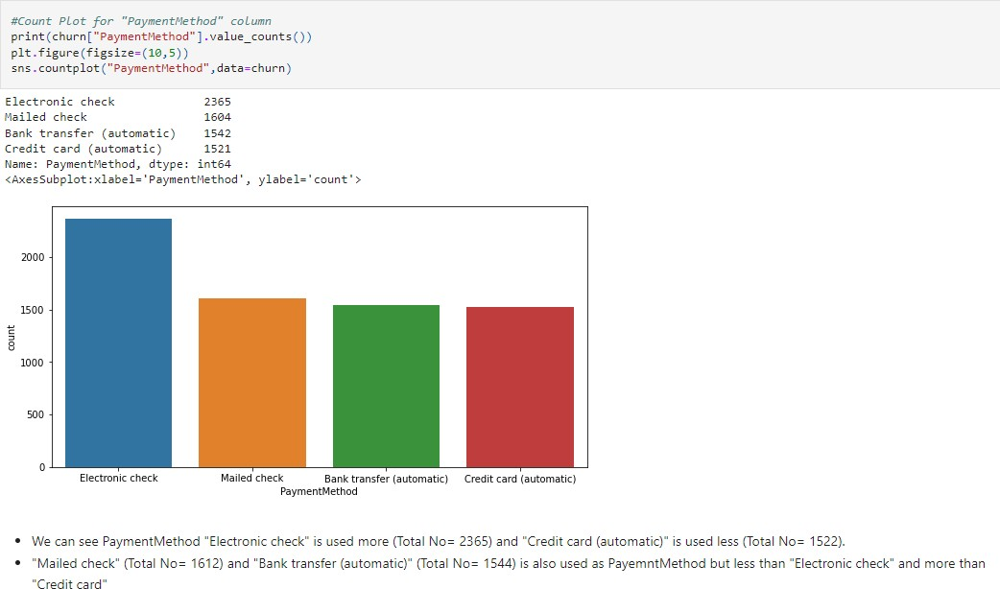 #Count Plot for "PaymentMethod" column
print(churn["PaymentMethod"].value_counts())
plt.figure(figsize=(10,5))
sns.countplot("PaymentMethod",data=churn)
Electronic check 2365
Mailed check 1604
Bank transfer (automatic) 1542
Credit card (automatic) 1521
Name: PaymentMethod, dtype: int64
<AxesSubplot:xlabel='PaymentMethod', ylabel='count'>
2000
1500
count
1000
500
0
Electronic check Mailed check Bank transfer (automatic) Credit card (automatic)
PaymentMethod
• We can see PaymentMethod "Electronic check" is used more (Total No= 2365) and "Credit card (automatic)" is used less (Total No= 1522).
• "Mailed check" (Total No= 1612) and "Bank transfer (automatic)" (Total No= 1544) is also used as PayemntMethod but less than "Electronic check" and more than
"Credit card"